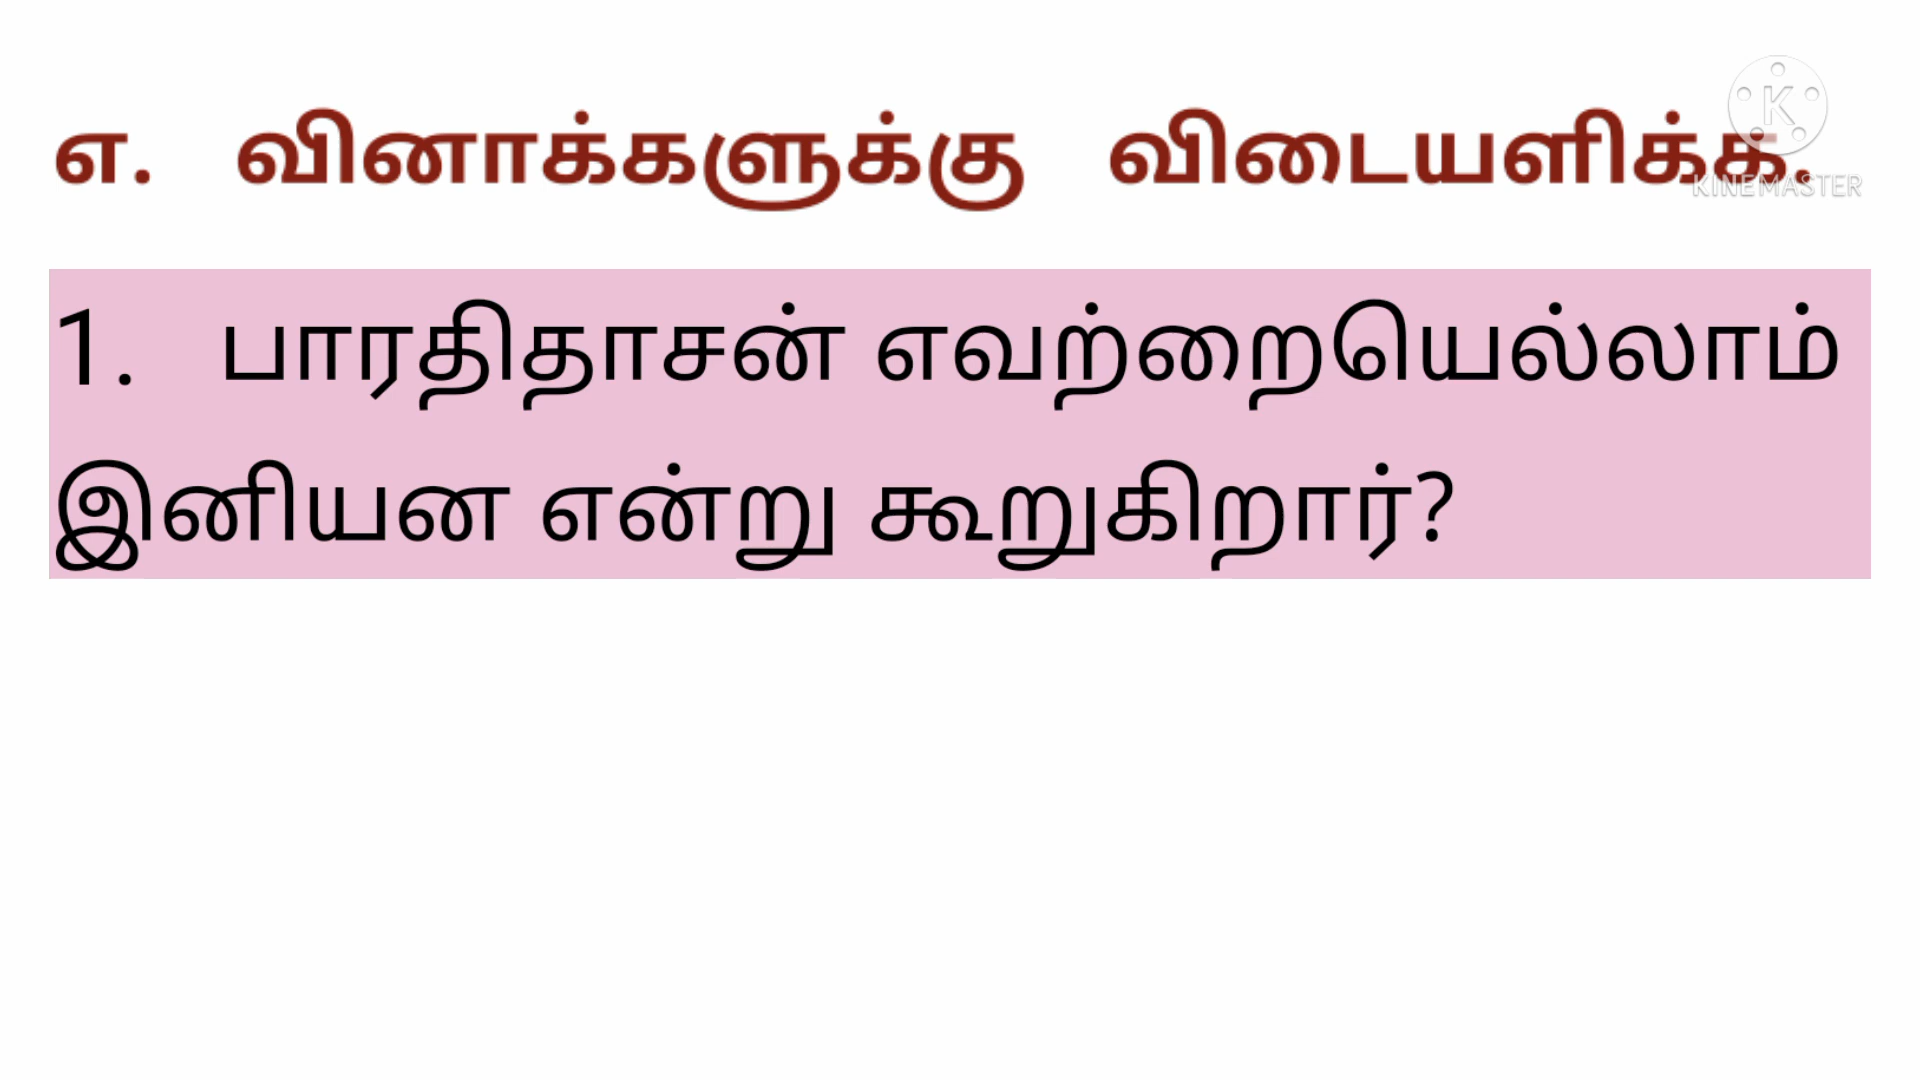 எ. வினாக்களுக்கு விடையளிக்க.
KINEMASTER
1. பாரதிதாசன் எவற்றையெல்லாம்
இனியன என்று கூறுகிறார்?